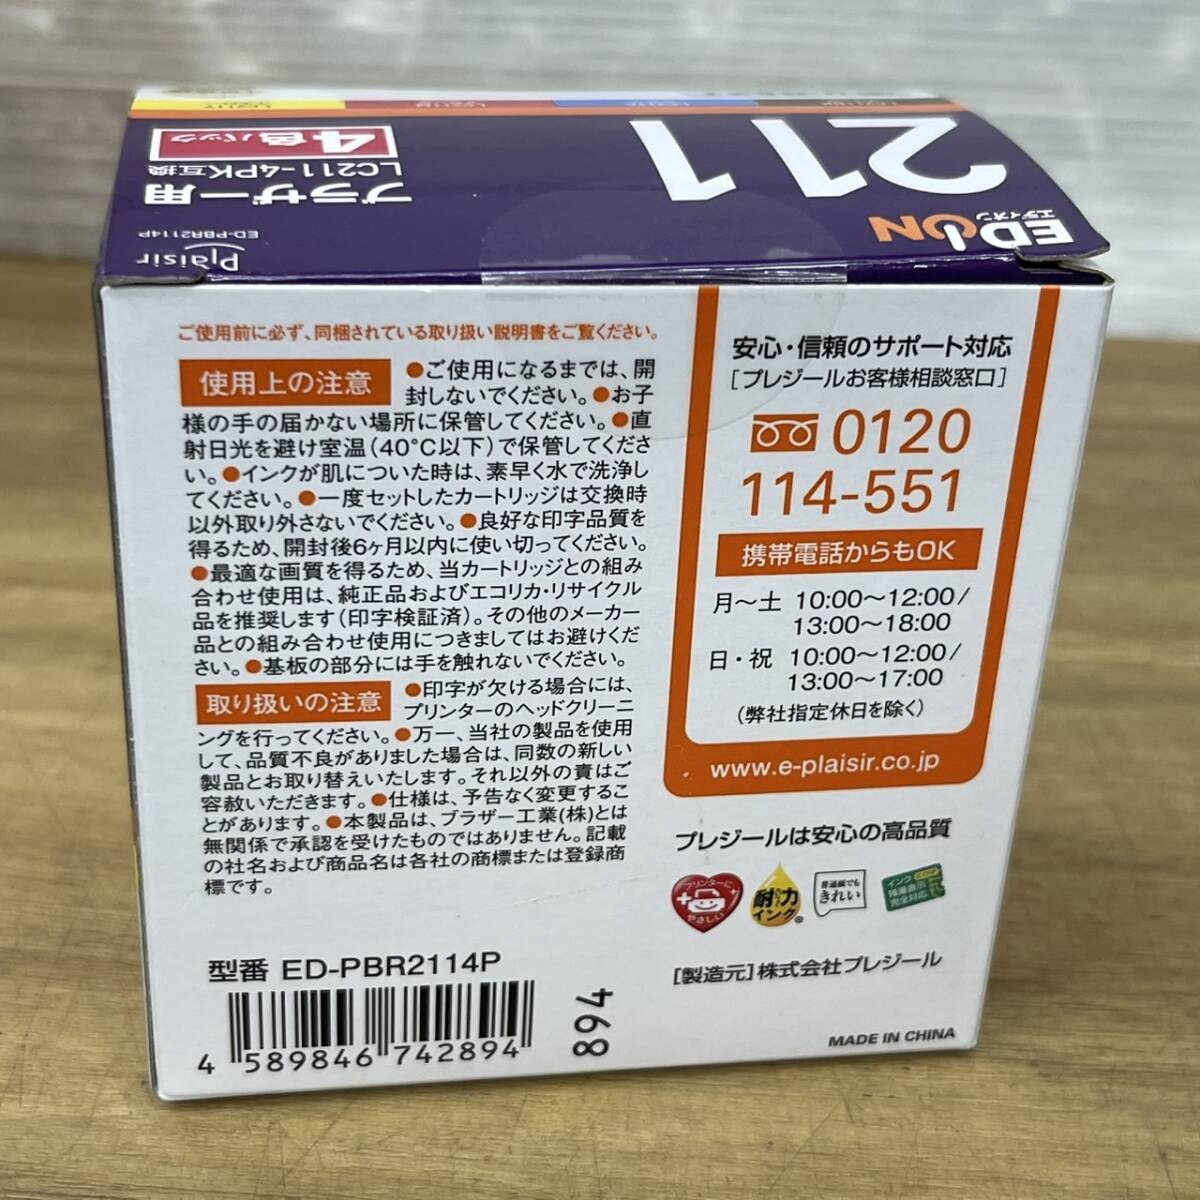 EDION
エディオン
211
4色パック
LC211-4PK互換
ブラザー用
ED-PBR2114P
Plaisir
ご使用前に必ず、同梱されている取り扱い説明書をご覧ください。
使用上の注意
●ご使用になるまでは、開
封しないでください。●お子
様の手の届かない場所に保管してください。●直
射日光を避け室温(40°C以下)で保管してくださ
い。●インクが肌についた時は、素早く水で洗浄し
てください。●一度セットしたカートリッジは交換時
以外取り外さないでください。●良好な印字品質を
得るため、開封後6ヶ月以内に使い切ってください。
●最適な画質を得るため、当カートリッジとの組み
合わせ使用は、純正品およびエコリカ・リサイクル
品を推奨します(印字検証済)。その他のメーカー
品との組み合わせ使用につきましてはお避けくだ
さい。●基板の部分には手を触れないでください。
取り扱いの注意
●印字が欠ける場合には、
プリンターのヘッドクリーニ
ングを行ってください。●万一、当社の製品を使用
して、品質不良がありました場合は、同数の新しい
製品とお取り替えいたします。それ以外の責はご
容赦いただきます。●仕様は、予告なく変更するこ
とがあります。●本製品は、ブラザー工業(株)とは
無関係で承認を受けたものではありません。記載
の社名および商品名は各社の商標または登録商
標です。
型番 ED-PBR2114P
4 589846 742894
894
安心・信頼のサポート対応
[プレジールお客様相談窓口]
0120
114-551
携帯電話からもOK
月～土 10:00～12:00/
13:00～18:00
日・祝 10:00～12:00/
13:00～17:00
(弊社指定休日を除く)
www.e-plaisir.co.jp
プレジールは安心の高品質
プリンターに
やさしい
耐力
インク®
普通紙でも
きれい
インク
残量表示
完全対応
[製造元]株式会社プレジール
MADE IN CHINA